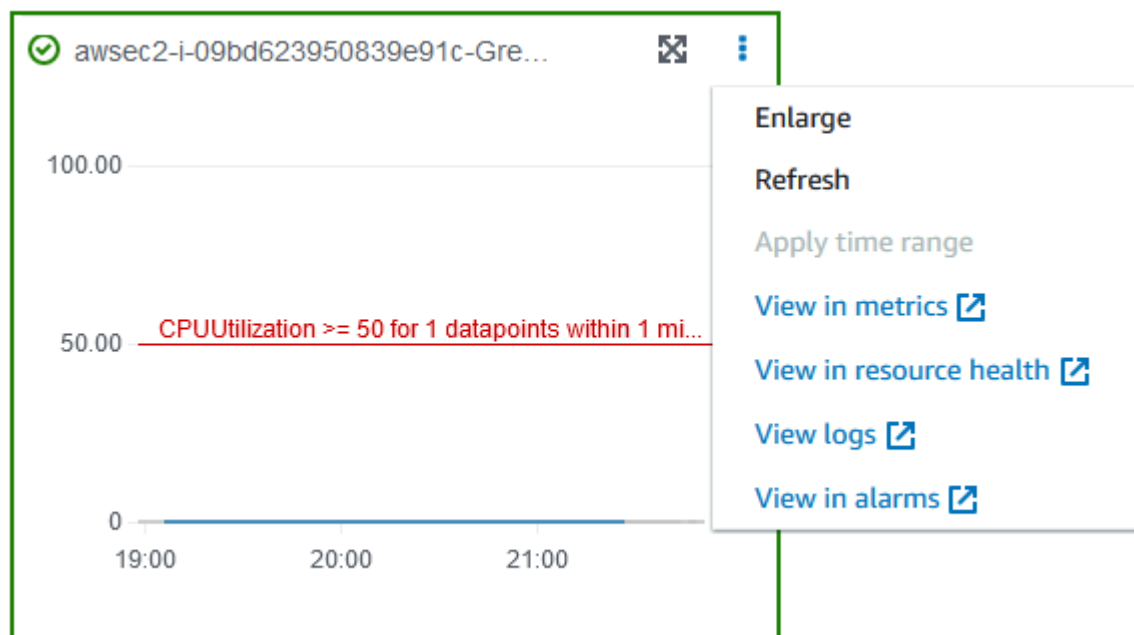 awsec2-i-09bd623950839e91c-Gre...
100.00
CPUUtilization >= 50 for 1 datapoints within 1 mi...
50.00
0
19:00 20:00 21:00
Enlarge
Refresh
Apply time range
View in metrics
View in resource health
View logs
View in alarms